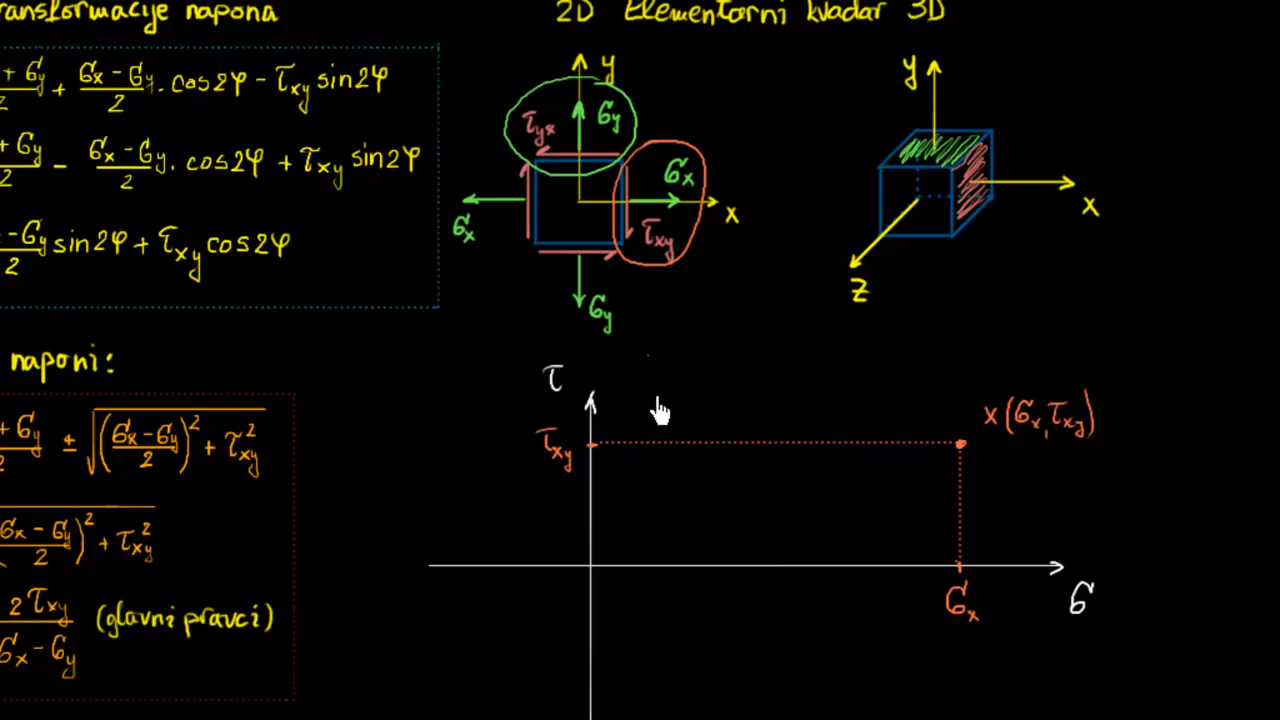 ransformacije napona
2D Elementarni kvadar 3D
+ σy/2 + σx − σy/2 · cos2φ − τxy sin2φ
+ σy/2 − σx − σy/2 · cos2φ + τxy sin2φ
− σy/2 sin2φ + τxy cos2φ
y
τyx
σy
σx
x
σx
τxy
σy
y
x
z
naponi:
+ σy/2 ± √((σx − σy/2)² + τxy²)
σx − σy/2)² + τxy²
2τxy/σx − σy (glavni pravci)
τ
τxy
x(σx, τxy)
σx
σ